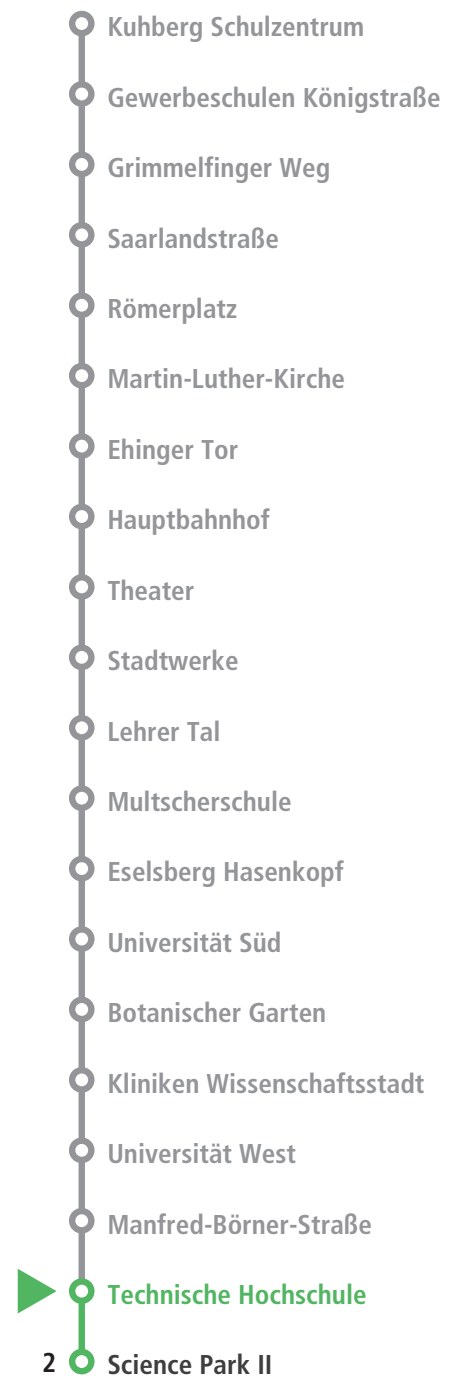 Kuhberg Schulzentrum
Gewerbeschulen Königstraße
Grimmelfinger Weg
Saarlandstraße
Römerplatz
Martin-Luther-Kirche
Ehinger Tor
Hauptbahnhof
Theater
Stadtwerke
Lehrer Tal
Multscherschule
Eselsberg Hasenkopf
Universität Süd
Botanischer Garten
Kliniken Wissenschaftsstadt
Universität West
Manfred-Börner-Straße
Technische Hochschule
2 Science Park II